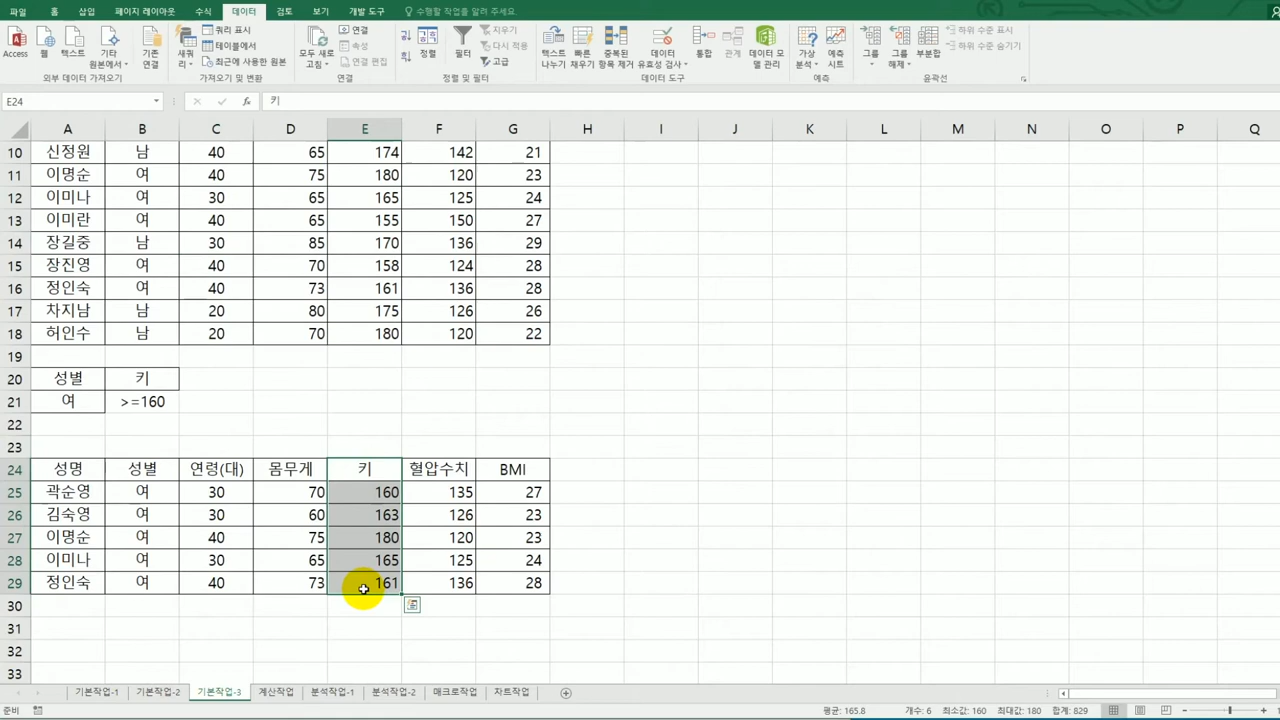 파일 홈 삽입 페이지 레이아웃 수식 데이터 검토 보기 개발 도구 수행할 작업을 알려 주세요.
Access 웹 텍스트 기타 원본에서 기존 연결 새쿼리 쿼리 표시 테이블에서 최근에 사용한 원본 모두 새로 고침 연결 속성 연결 편집 정렬 필터 지우기 다시 적용 고급 텍스트 나누기 빠른 채우기 중복된 항목 제거 데이터 유효성 검사 통합 관계 데이터 모델 관리 가상 분석 예측 시트 그룹 그룹 해제 부분합 하위 수준 표시 하위 수준 숨기기
외부 데이터 가져오기 가져오기 및 변환 연결 정렬 및 필터 데이터 도구 예측 윤곽선
E24 fx 키
A B C D E F G H I J K L M N O P Q
10 신정원 남 40 65 174 142 21
11 이명순 여 40 75 180 120 23
12 이미나 여 30 65 165 125 24
13 이미란 여 40 65 155 150 27
14 장길중 남 30 85 170 136 29
15 장진영 여 40 70 158 124 28
16 정인숙 여 40 73 161 136 28
17 차지남 남 20 80 175 126 26
18 허인수 남 20 70 180 120 22
19
20 성별 키
21 여 >=160
22
23
24 성명 성별 연령(대) 몸무게 키 혈압수치 BMI
25 곽순영 여 30 70 160 135 27
26 김숙영 여 30 60 163 126 23
27 이명순 여 40 75 180 120 23
28 이미나 여 30 65 165 125 24
29 정인숙 여 40 73 161 136 28
30
31
32
33
기본작업-1 기본작업-2 기본작업-3 계산작업 분석작업-1 분석작업-2 매크로작업 차트작업
준비 평균: 165.8 개수: 6 최소값: 160 최대값: 180 합계: 829